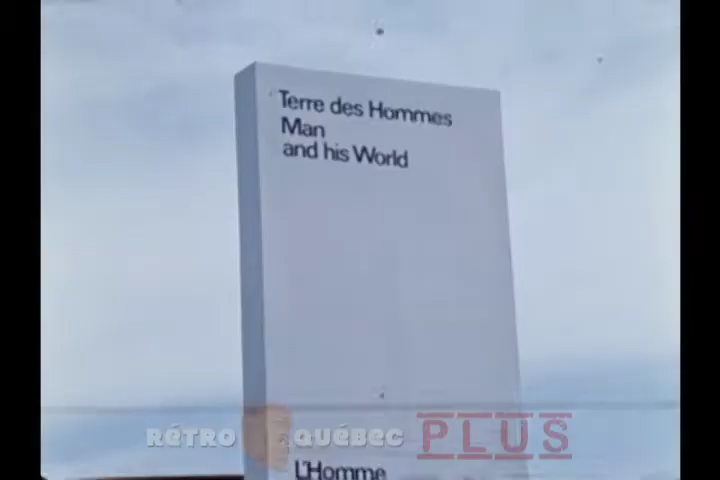 Terre des Hommes
Man
and his World
RÉTRO QUÉBEC PLUS
L'Homme